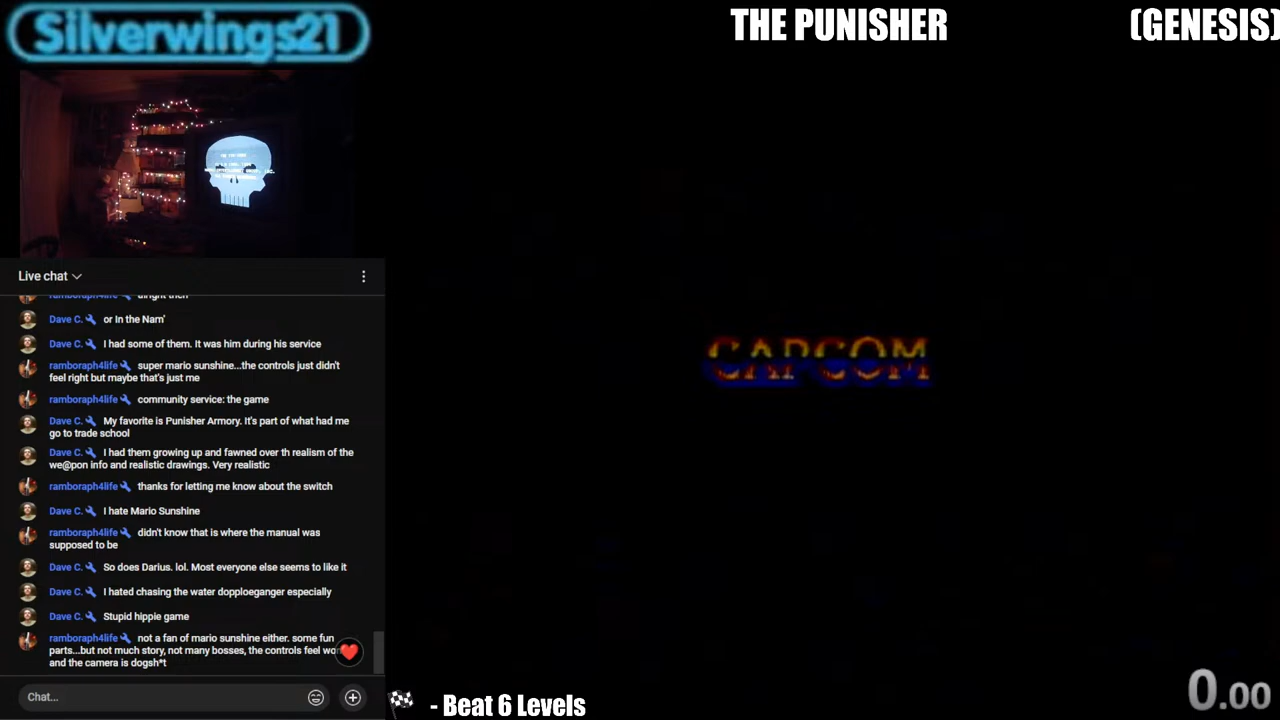 Silverwings21
THE PUNISHER
(GENESIS)
CAPCOM
Live chat
ramboraph4life alright then
Dave C. or In the Nam'
Dave C. I had some of them. It was him during his service
ramboraph4life super mario sunshine...the controls just didn't
feel right but maybe that's just me
ramboraph4life community service: the game
Dave C. My favorite is Punisher Armory. It's part of what had me
go to trade school
Dave C. I had them growing up and fawned over th realism of the
we@pon info and realistic drawings. Very realistic
ramboraph4life thanks for letting me know about the switch
Dave C. I hate Mario Sunshine
ramboraph4life didn't know that is where the manual was
supposed to be
Dave C. So does Darius. lol. Most everyone else seems to like it
Dave C. I hated chasing the water dopploeganger especially
Dave C. Stupid hippie game
ramboraph4life not a fan of mario sunshine either. some fun
parts...but not much story, not many bosses, the controls feel
and the camera is dogsh*t
Chat...
- Beat 6 Levels
0.00